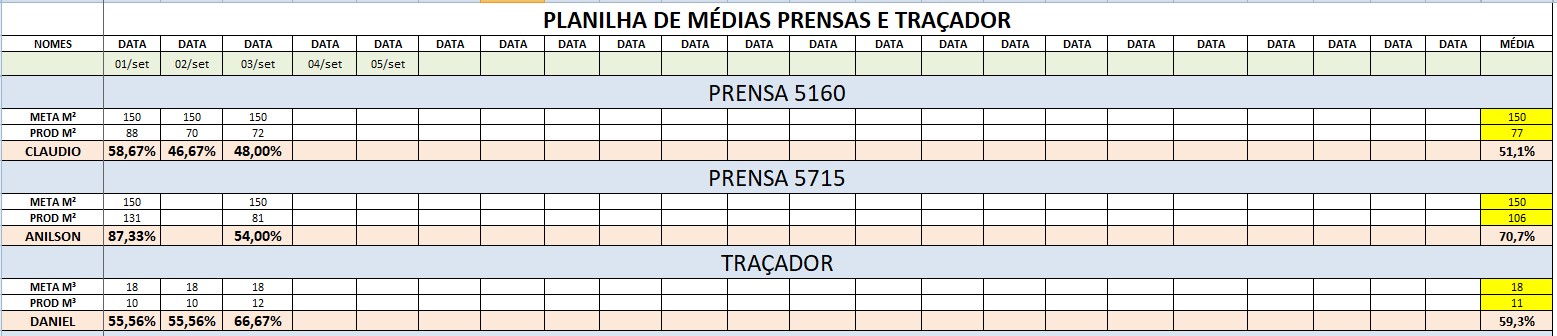 PLANILHA DE MÉDIAS PRENSAS E TRAÇADOR
NOMES DATA DATA DATA DATA DATA DATA DATA DATA DATA DATA DATA DATA DATA DATA DATA DATA DATA DATA DATA DATA DATA MÉDIA
01/set 02/set 03/set 04/set 05/set
PRENSA 5160
META M² 150 150 150 150
PROD M² 88 70 72 77
CLAUDIO 58,67% 46,67% 48,00% 51,1%
PRENSA 5715
META M² 150 150 150
PROD M² 131 81 106
ANILSON 87,33% 54,00% 70,7%
TRAÇADOR
META M³ 18 18 18 18
PROD M³ 10 10 12 11
DANIEL 55,56% 55,56% 66,67% 59,3%